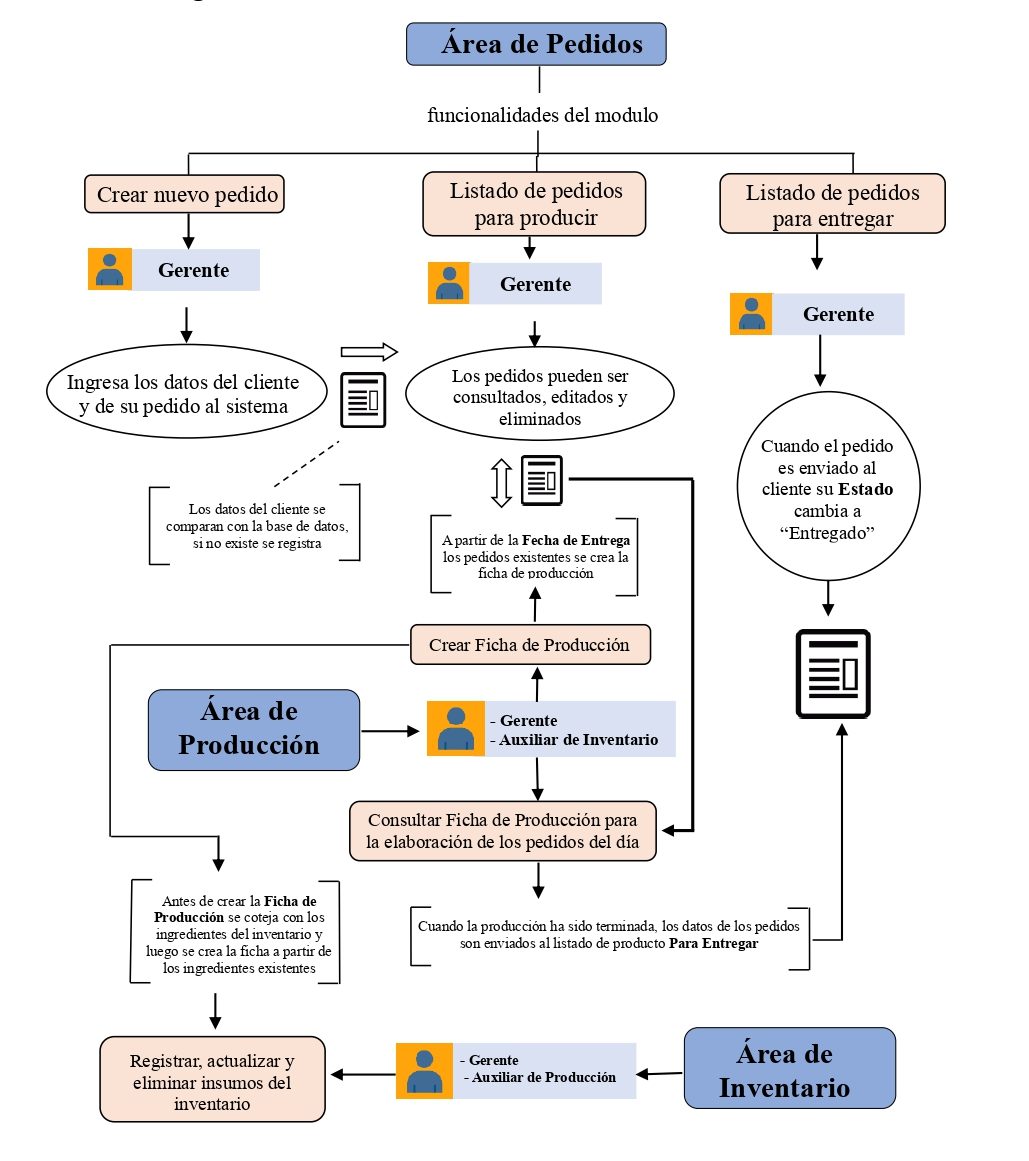 Área de Pedidos
funcionalidades del modulo
Crear nuevo pedido
Listado de pedidos
para producir
Listado de pedidos
para entregar
Gerente
Gerente
Gerente
Ingresa los datos del cliente
y de su pedido al sistema
Los pedidos pueden ser
consultados, editados y
eliminados
Cuando el pedido
es enviado al
cliente su Estado
cambia a
“Entregado”
Los datos del cliente se
comparan con la base de datos,
si no existe se registra
A partir de la Fecha de Entrega
los pedidos existentes se crea la
ficha de producción
Crear Ficha de Producción
Área de
Producción
- Gerente
- Auxiliar de Inventario
Consultar Ficha de Producción para
la elaboración de los pedidos del día
Antes de crear la Ficha de
Producción se coteja con los
ingredientes del inventario y
luego se crea la ficha a partir de
los ingredientes existentes
Cuando la producción ha sido terminada, los datos de los pedidos
son enviados al listado de producto Para Entregar
Registrar, actualizar y
eliminar insumos del
inventario
- Gerente
- Auxiliar de Producción
Área de
Inventario